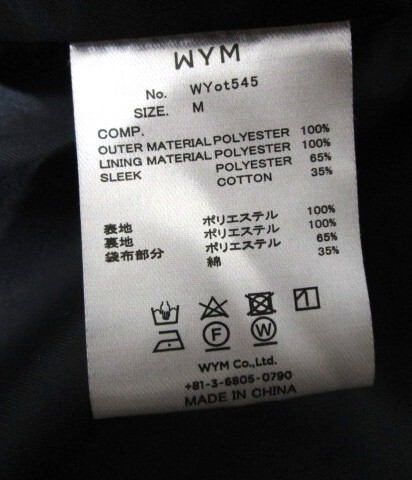 WYM
No. WYot545
SIZE. M
COMP.
OUTER MATERIAL POLYESTER 100%
LINING MATERIAL POLYESTER 100%
SLEEK POLYESTER 65%
COTTON 35%
表地 ポリエステル 100%
裏地 ポリエステル 100%
袋布部分 ポリエステル 65%
綿 35%
F W
WYM Co.,Ltd.
+81-3-6805-0790
MADE IN CHINA